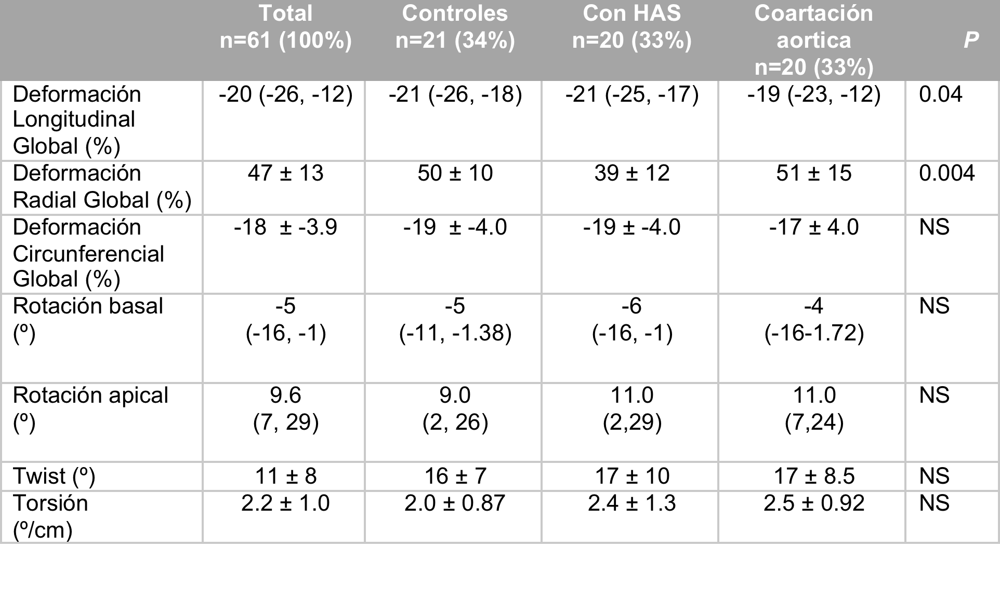 Total Controles Con HAS Coartación
n=61 (100%) n=21 (34%) n=20 (33%) aortica P
n=20 (33%)
Deformación -20 (-26, -12) -21 (-26, -18) -21 (-25, -17) -19 (-23, -12) 0.04
Longitudinal
Global (%)
Deformación 47 ± 13 50 ± 10 39 ± 12 51 ± 15 0.004
Radial Global (%)
Deformación -18 ± -3.9 -19 ± -4.0 -19 ± -4.0 -17 ± 4.0 NS
Circunferencial
Global (%)
Rotación basal -5 -5 -6 -4 NS
(º) (-16, -1) (-11, -1.38) (-16, -1) (-16-1.72)
Rotación apical 9.6 9.0 11.0 11.0 NS
(º) (7, 29) (2, 26) (2,29) (7,24)
Twist (º) 11 ± 8 16 ± 7 17 ± 10 17 ± 8.5 NS
Torsión 2.2 ± 1.0 2.0 ± 0.87 2.4 ± 1.3 2.5 ± 0.92 NS
(º/cm)